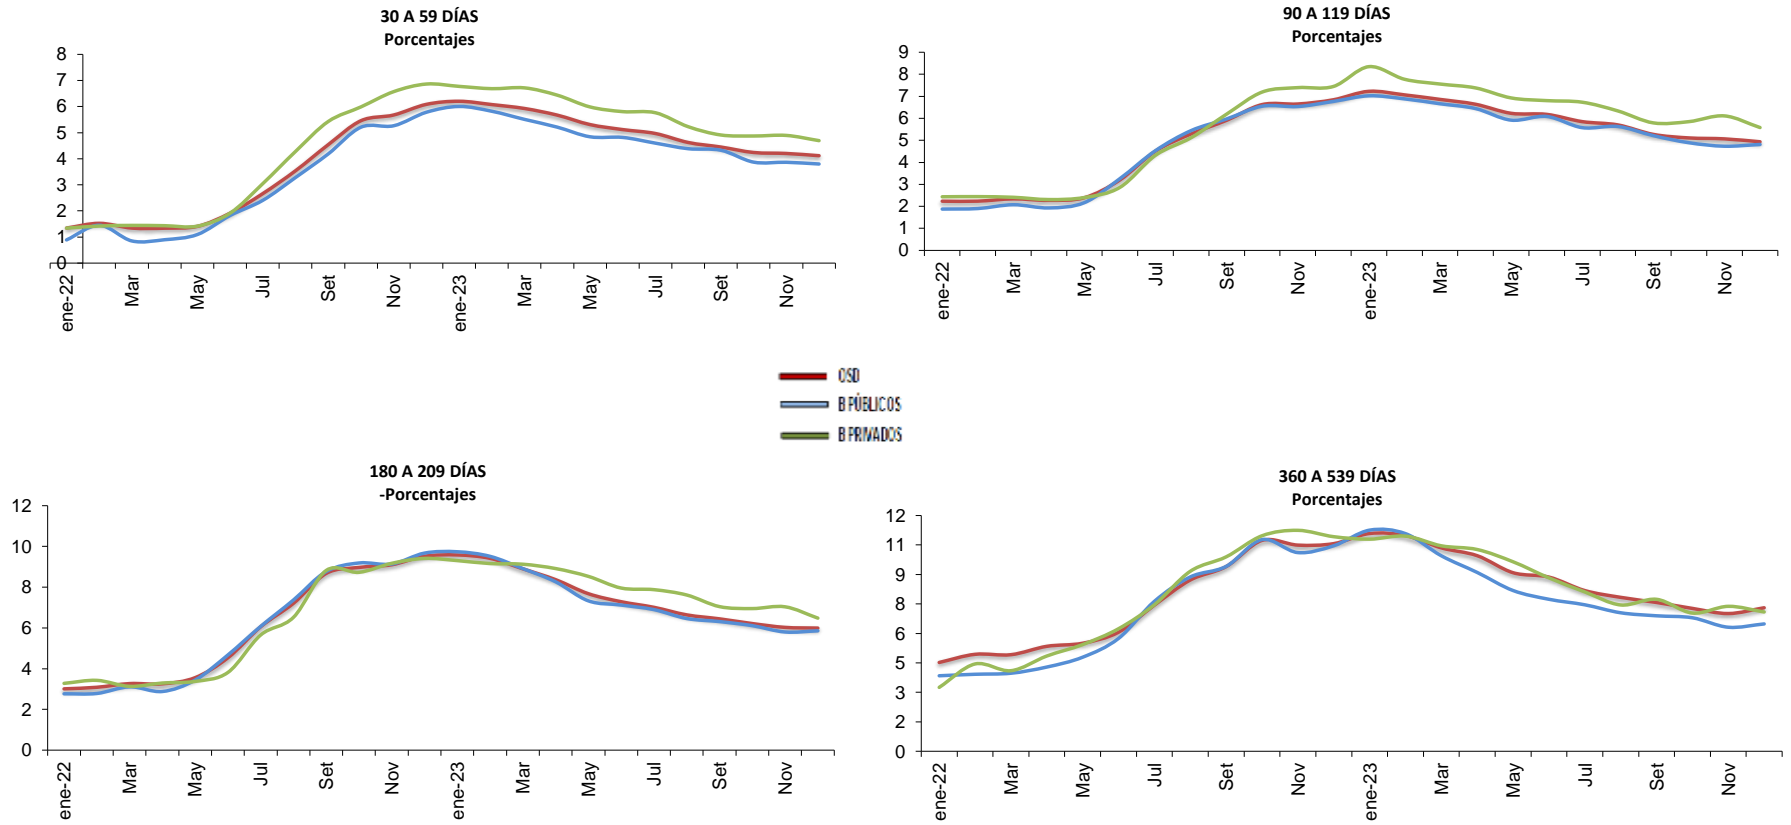 30 A 59 DÍAS
Porcentajes
8
7
6
5
4
3
2
1
0
ene-22
Mar
May
Jul
Set
Nov
ene-23
Mar
May
Jul
Set
Nov
90 A 119 DÍAS
Porcentajes
9
8
7
6
5
4
3
2
1
0
ene-22
Mar
May
Jul
Set
Nov
ene-23
Mar
May
Jul
Set
Nov
OSD
B PÚBLICOS
B PRIVADOS
180 A 209 DÍAS
-Porcentajes
12
10
8
6
4
2
0
ene-22
Mar
May
Jul
Set
Nov
ene-23
Mar
May
Jul
Set
Nov
360 A 539 DÍAS
Porcentajes
12
11
9
8
6
5
3
2
0
ene-22
Mar
May
Jul
Set
Nov
ene-23
Mar
May
Jul
Set
Nov